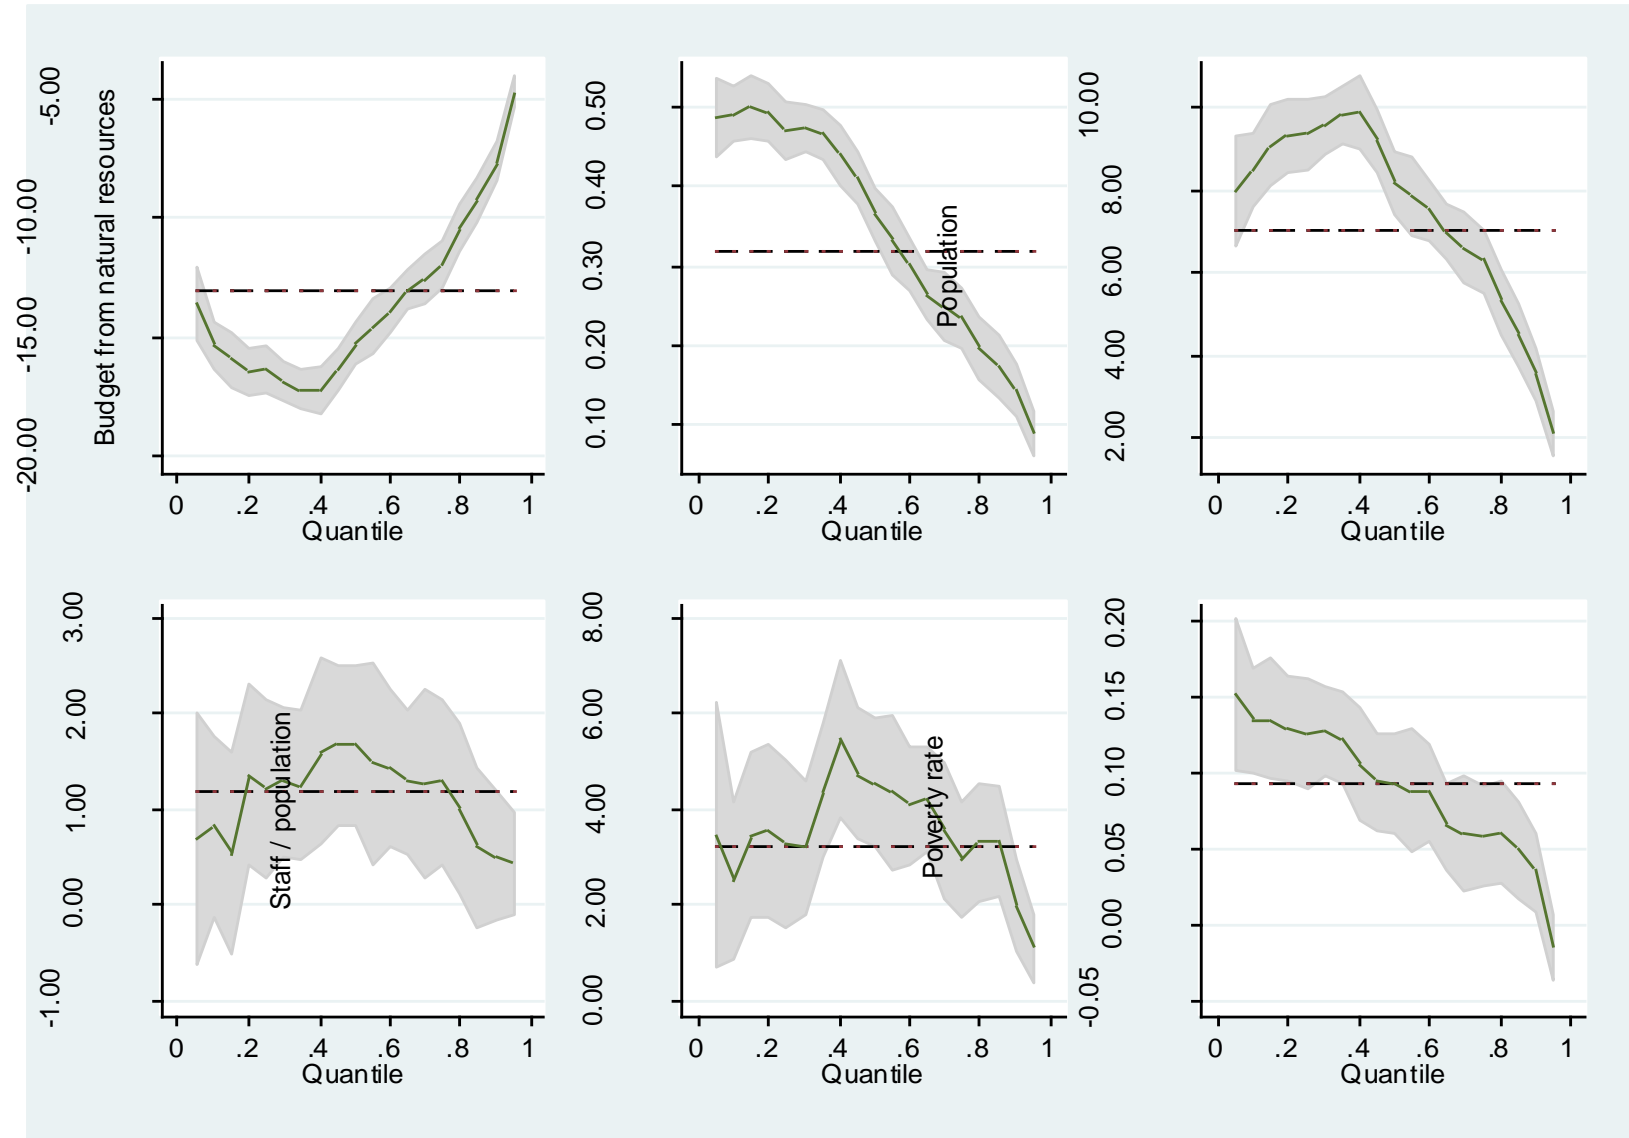 -5.00
-10.00
-15.00
-20.00
Budget from natural resources
0 .2 .4 .6 .8 1
Quantile
0.50
0.40
0.30
0.20
0.10
Population
0 .2 .4 .6 .8 1
Quantile
10.00
8.00
6.00
4.00
2.00
0 .2 .4 .6 .8 1
Quantile
3.00
2.00
1.00
0.00
-1.00
Staff / population
0 .2 .4 .6 .8 1
Quantile
8.00
6.00
4.00
2.00
0.00
Poverty rate
0 .2 .4 .6 .8 1
Quantile
0.20
0.15
0.10
0.05
0.00
-0.05
0 .2 .4 .6 .8 1
Quantile